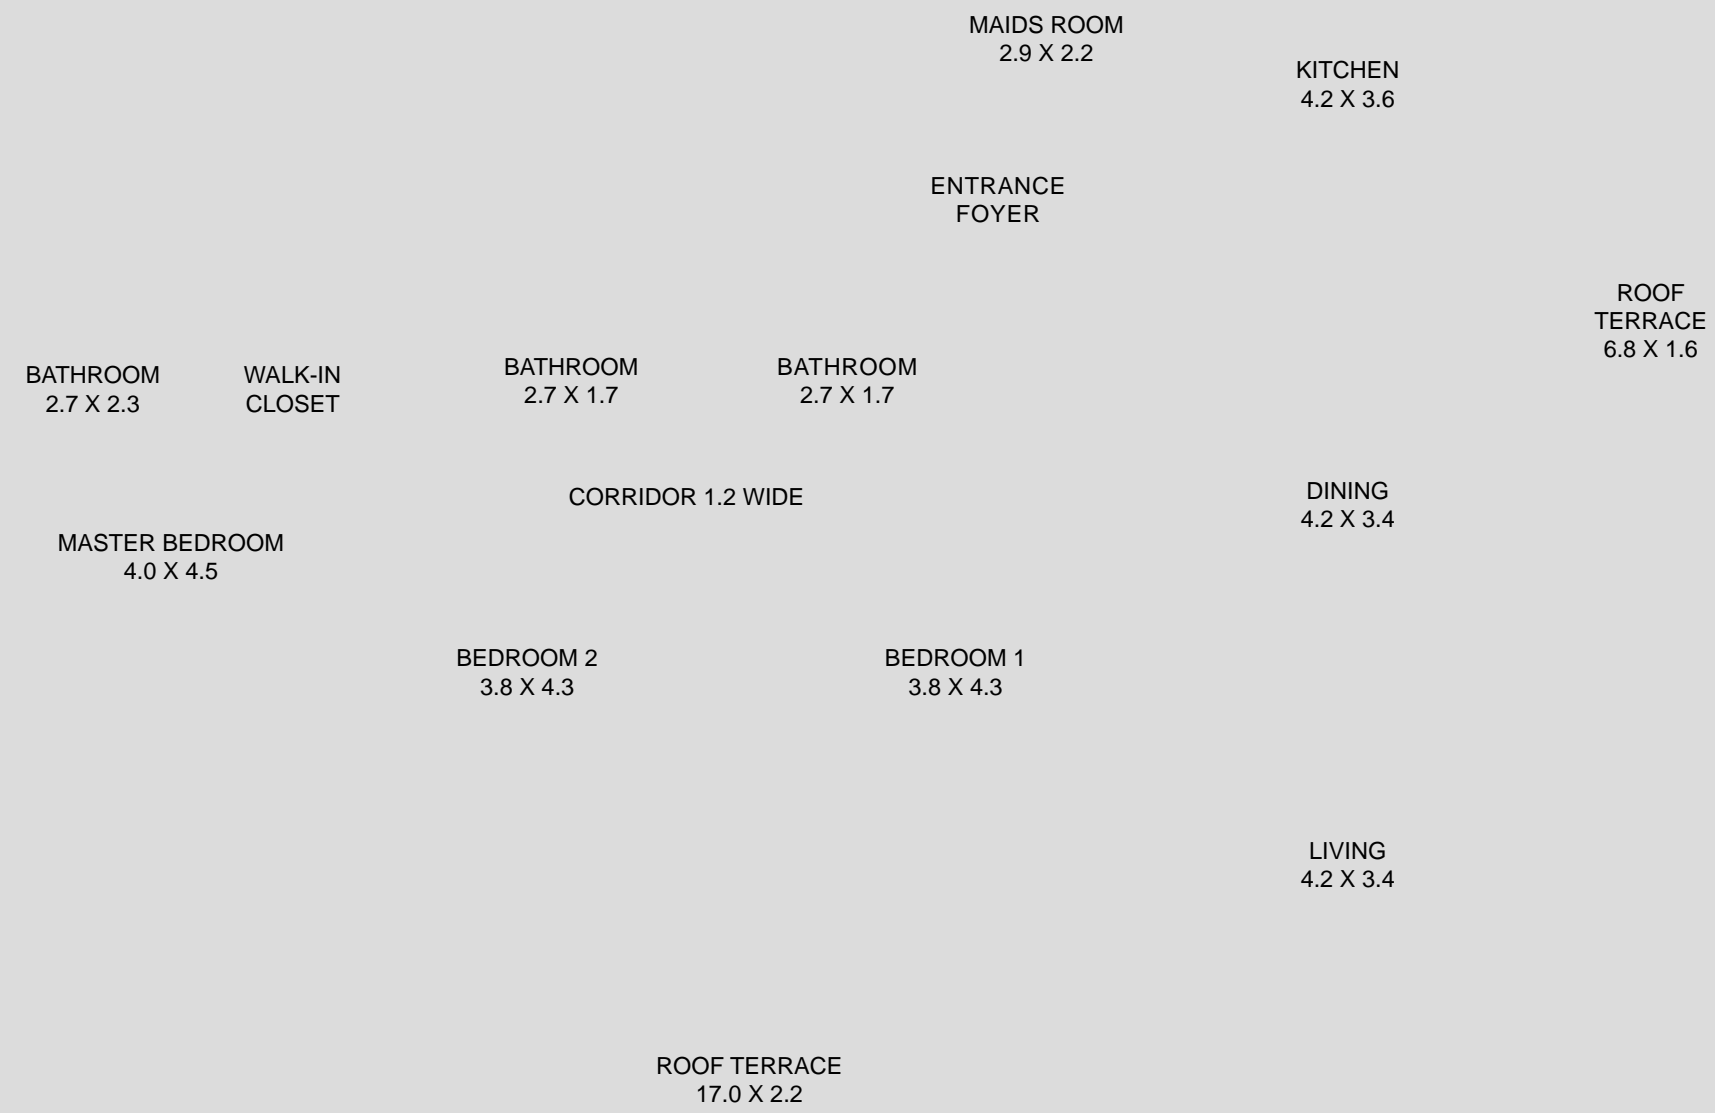 MAIDS ROOM
2.9 X 2.2
KITCHEN
4.2 X 3.6
ENTRANCE
FOYER
ROOF
TERRACE
6.8 X 1.6
BATHROOM
2.7 X 2.3
WALK-IN
CLOSET
BATHROOM
2.7 X 1.7
BATHROOM
2.7 X 1.7
CORRIDOR 1.2 WIDE
DINING
4.2 X 3.4
MASTER BEDROOM
4.0 X 4.5
BEDROOM 2
3.8 X 4.3
BEDROOM 1
3.8 X 4.3
LIVING
4.2 X 3.4
ROOF TERRACE
17.0 X 2.2